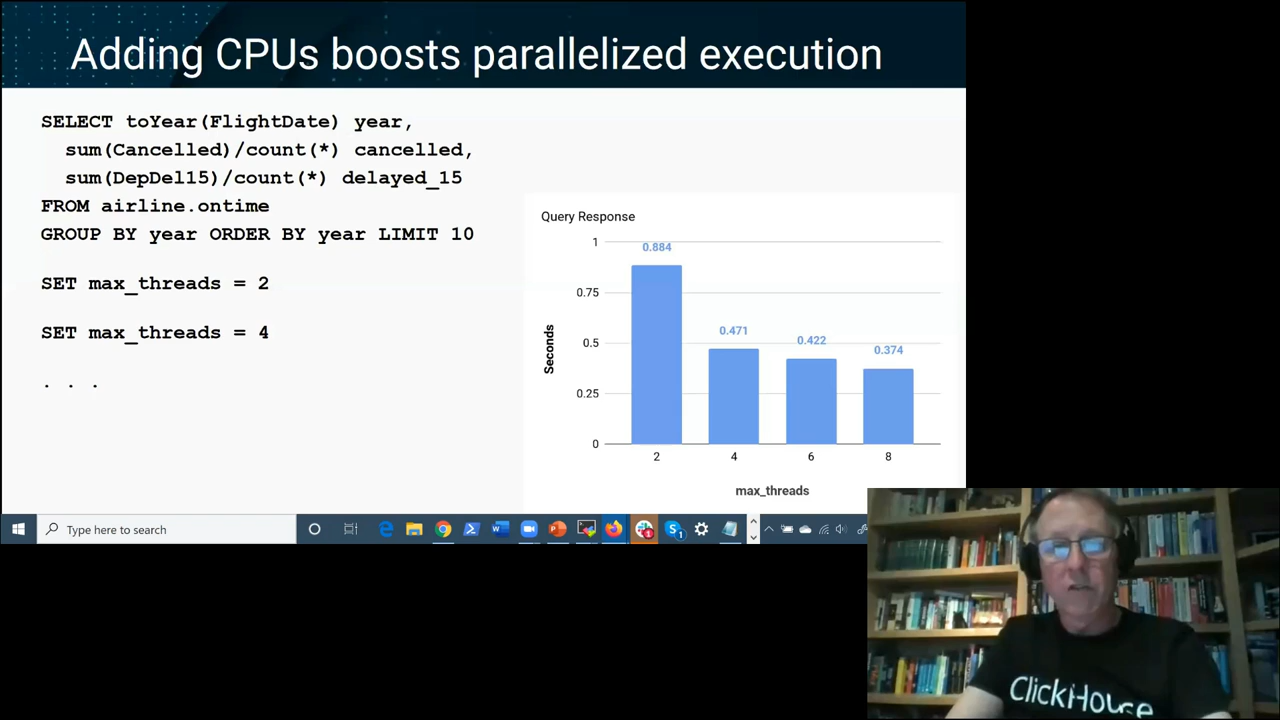 Adding CPUs boosts parallelized execution
SELECT toYear(FlightDate) year,
sum(Cancelled)/count(*) cancelled,
sum(DepDel15)/count(*) delayed_15
FROM airline.ontime
GROUP BY year ORDER BY year LIMIT 10
SET max_threads = 2
SET max_threads = 4
. . .
Query Response
Seconds
1
0.75
0.5
0.25
0
0.884
0.471
0.422
0.374
2 4 6 8
max_threads
Type here to search
ClickHouse